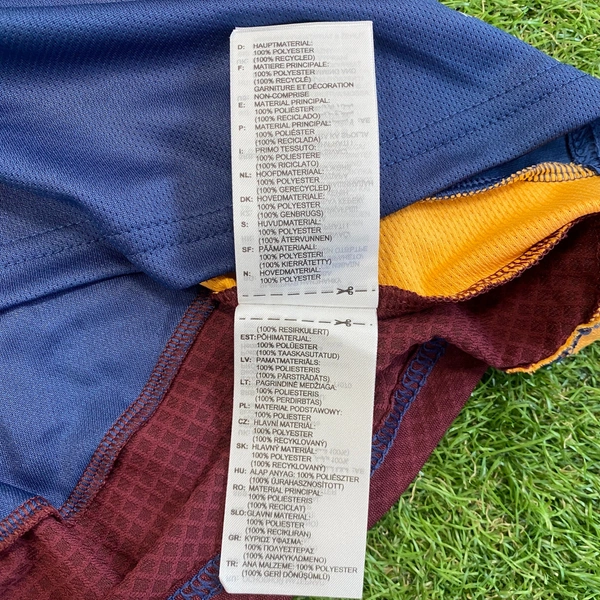 D: HAUPTMATERIAL:
100% POLYESTER
(100% RECYCELED)
F: MATIERE PRINCIPALE:
100% POLYESTER
(100% RECYCLÉ)
GARNITURE ET DÉCORATION
NON-COMPRISE
E: MATERIAL PRINCIPAL:
100% POLIÉSTER
(100% RECICLADO)
P: MATERIAL PRINCIPAL:
100% POLIÉSTER
(100% RECICLADA)
I: PRIMO TESSUTO:
100% POLIESTERE
(100% RICICLATO)
NL: HOOFDMATERIAAL:
100% POLYESTER
(100% GERECYCLED)
DK: HOVEDMATERIALE:
100% POLYESTER
(100% GENBRUGS)
S: HUVUDMATERIAL:
100% POLYESTER
(100% ÅTERVUNNEN)
SF: PÄÄMATERIAALI:
100% POLYESTERI
(100% KIERRÄTETTY)
N: HOVEDMATERIAL:
100% POLYESTER
(100% RESIRKULERT)
EST: PÕHIMATERJAL:
100% POLÜESTER
(100% TAASKASUTATUD)
LV: PAMATMATERIĀLS:
100% POLIESTERIS
(100% PĀRSTRĀDĀTS)
LT: PAGRINDINĖ MEDŽIAGA:
100% POLIESTERIS
(100% PERDIRBTAS)
PL: MATERIAŁ PODSTAWOWY:
100% POLIESTER
CZ: HLAVNÍ MATERIÁL:
100% POLYESTER
(100% RECYKLOVANÝ)
SK: HLAVNÝ MATERIÁL:
100% POLYESTER
(100% RECYKLOVANÝ)
HU: ALAP ANYAG: 100% POLIÉSZTER
(100% ÚJRAHASZNOSÍTOTT)
RO: MATERIAL PRINCIPAL:
100% POLIESTERIS
(100% RECICLAT)
SLO: GLAVNI MATERIAL:
100% POLIESTER
(100% RECIKLIRAN)
GR: ΚΥΡΙΩΣ ΥΦΑΣΜΑ:
100% ΠΟΛΥΕΣΤΕΡΑΣ
(100% ΑΝΑΚΥΚΛΩΜΕΝΟ)
TR: ANA MALZEME: 100% POLYESTER
(100% GERİ DÖNÜŞÜMLÜ)